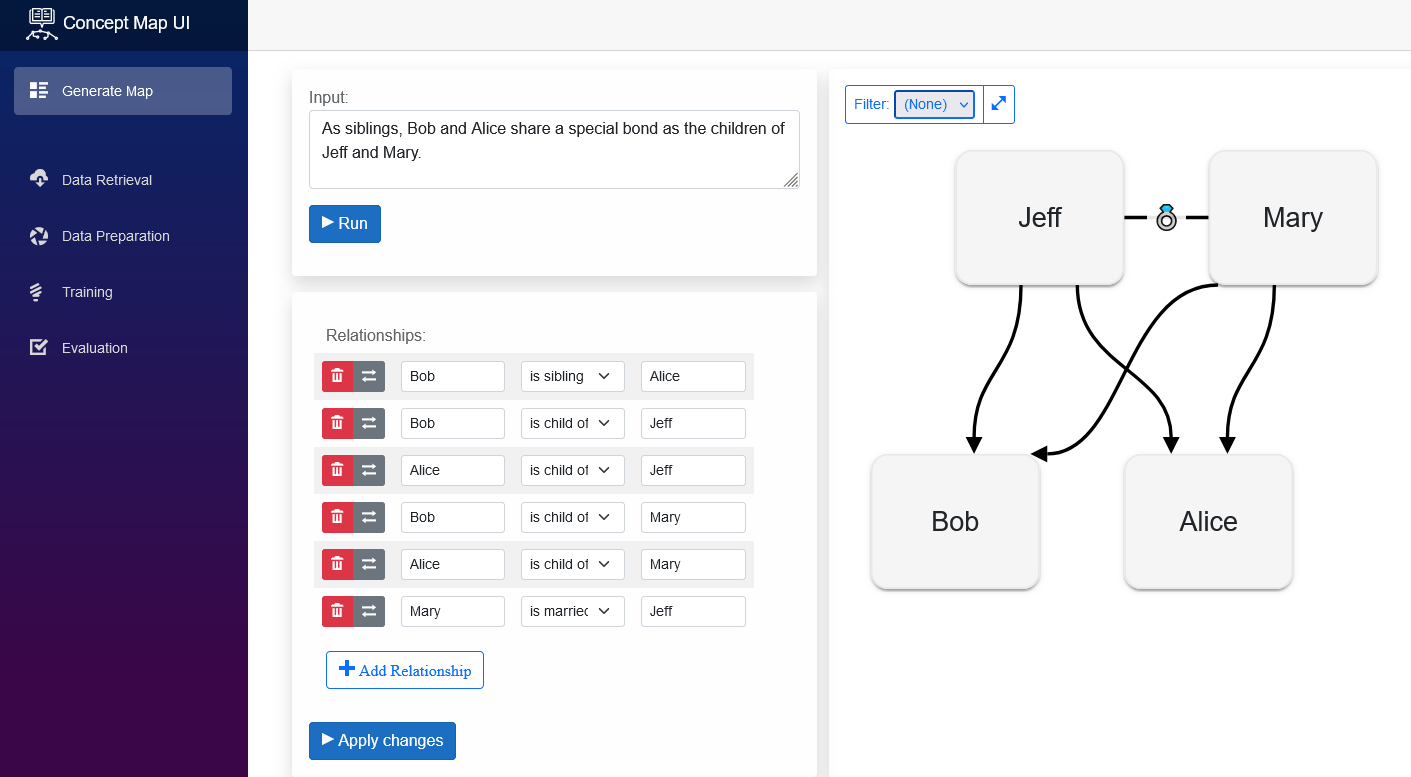 Concept Map UI
Generate Map
Data Retrieval
Data Preparation
Training
Evaluation
Input:
As siblings, Bob and Alice share a special bond as the children of
Jeff and Mary.
Run
Relationships:
Bob is sibling Alice
Bob is child of Jeff
Alice is child of Jeff
Bob is child of Mary
Alice is child of Mary
Mary is married Jeff
Add Relationship
Apply changes
Filter: (None)
Jeff Mary
Bob Alice